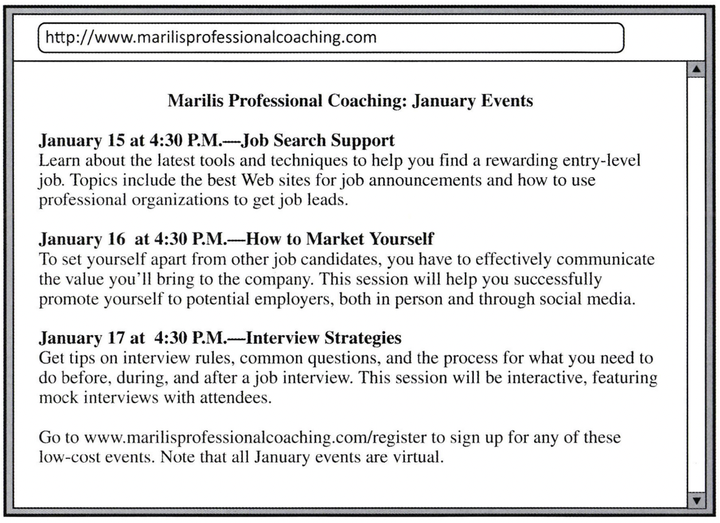 http://www.marilisprofessionalcoaching.com
Marilis Professional Coaching: January Events
January 15 at 4:30 P.M.—Job Search Support
Learn about the latest tools and techniques to help you find a rewarding entry-level
job. Topics include the best Web sites for job announcements and how to use
professional organizations to get job leads.
January 16 at 4:30 P.M.—How to Market Yourself
To set yourself apart from other job candidates, you have to effectively communicate
the value you'll bring to the company. This session will help you successfully
promote yourself to potential employers, both in person and through social media.
January 17 at 4:30 P.M.—Interview Strategies
Get tips on interview rules, common questions, and the process for what you need to
do before, during, and after a job interview. This session will be interactive, featuring
mock interviews with attendees.
Go to www.marilisprofessionalcoaching.com/register to sign up for any of these
low-cost events. Note that all January events are virtual.